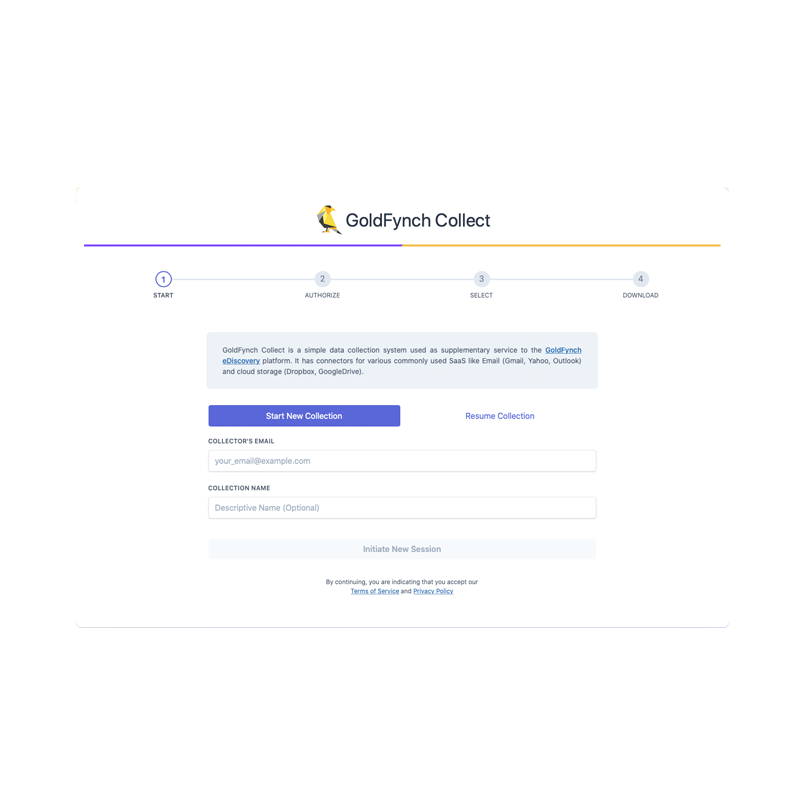 GoldFynch Collect
1
2
3
4
START
AUTHORIZE
SELECT
DOWNLOAD
GoldFynch Collect is a simple data collection system used as supplementary service to the GoldFynch
eDiscovery platform. It has connectors for various commonly used SaaS like Email (Gmail, Yahoo, Outlook)
and cloud storage (Dropbox, GoogleDrive).
Start New Collection
Resume Collection
COLLECTOR'S EMAIL
your_email@example.com
COLLECTION NAME
Descriptive Name (Optional)
Initiate New Session
By continuing, you are indicating that you accept our
Terms of Service and Privacy Policy